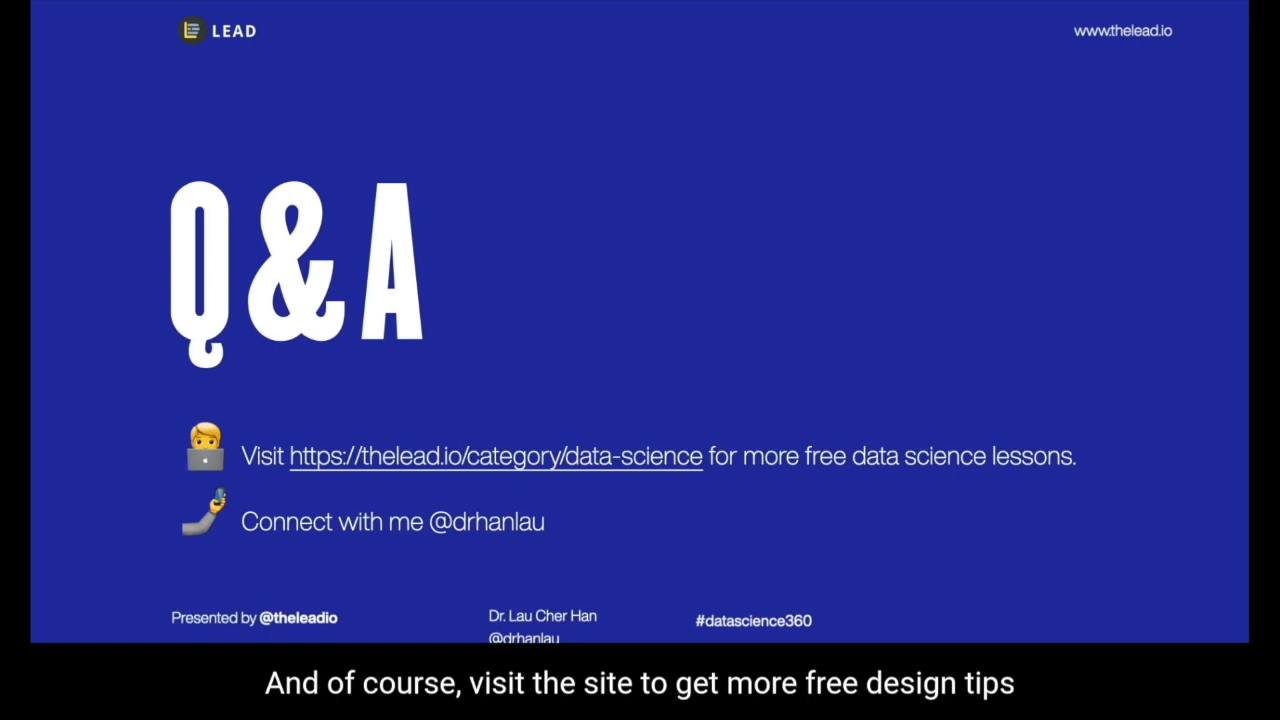 LEAD
www.thelead.io
Q&A
Visit https://thelead.io/category/data-science for more free data science lessons.
Connect with me @drhanlau
Presented by @theleadio
Dr. Lau Cher Han
@drhanlau
#datascience360
And of course, visit the site to get more free design tips